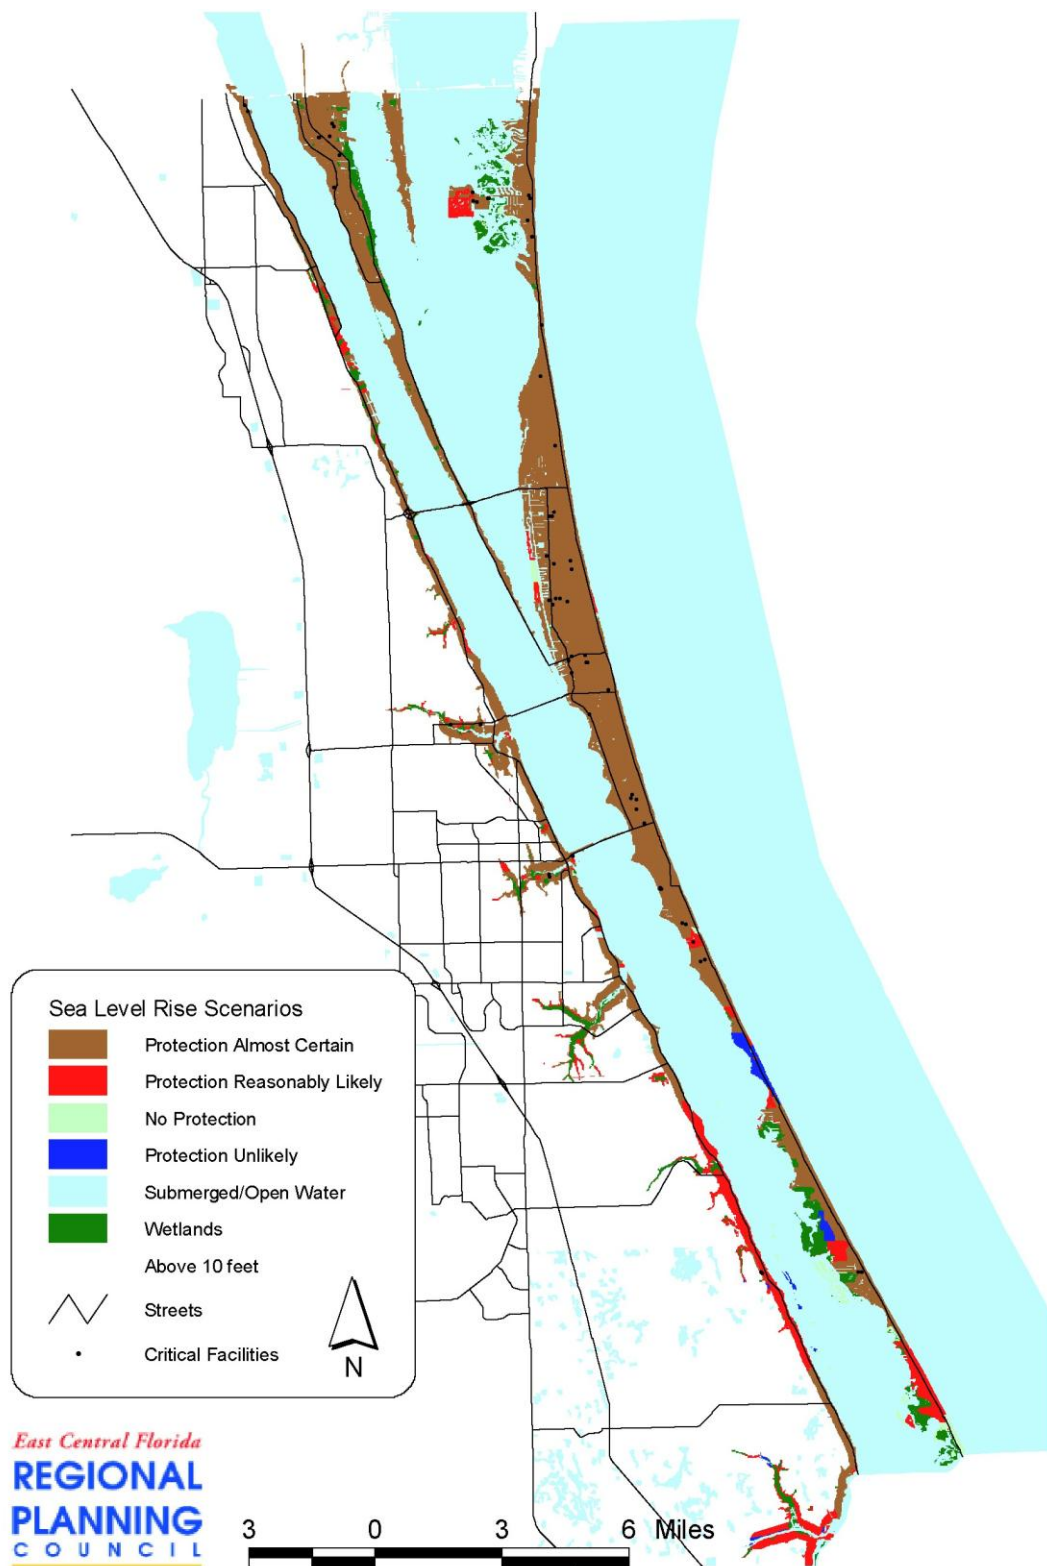 Sea Level Rise Scenarios
Protection Almost Certain
Protection Reasonably Likely
No Protection
Protection Unlikely
Submerged/Open Water
Wetlands
Above 10 feet
Streets
Critical Facilities
N
East Central Florida
REGIONAL
PLANNING
COUNCIL
3 0 3 6 Miles